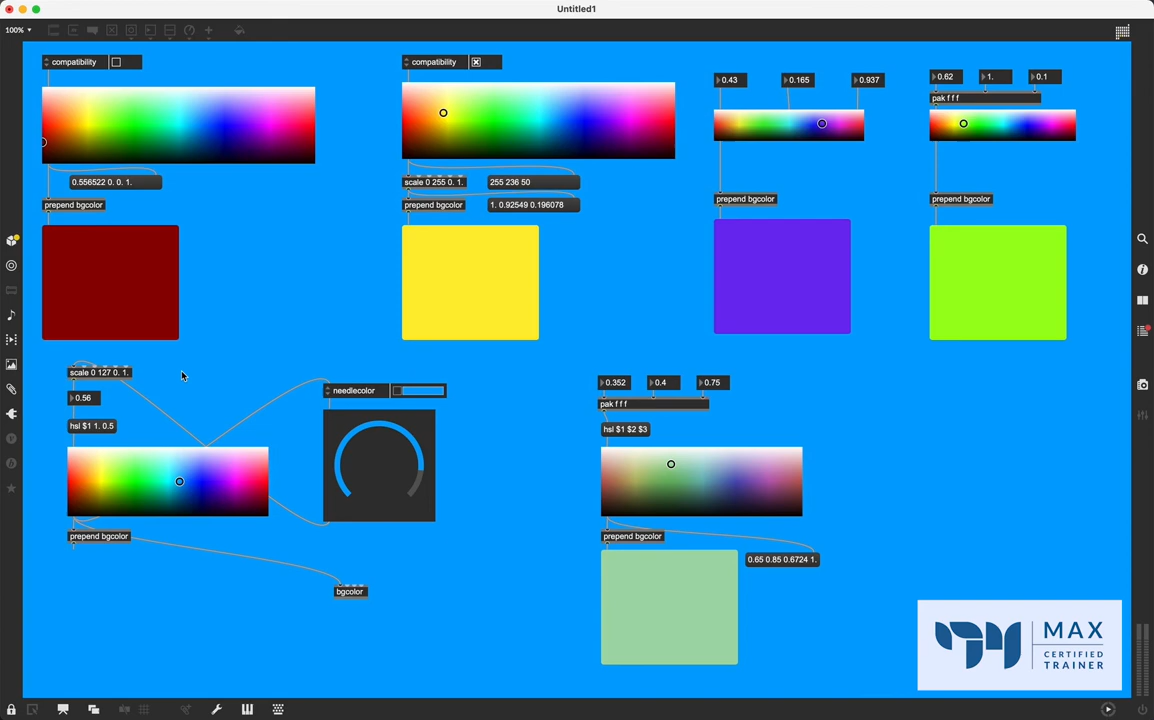 Untitled1
100%
compatibility
0.556522 0. 0. 1.
prepend bgcolor
compatibility
scale 0 255 0. 1.
255 236 50
prepend bgcolor
1. 0.92549 0.196078
0.43
0.165
0.937
prepend bgcolor
0.62
1.
0.1
pak f f f
prepend bgcolor
scale 0 127 0. 1.
0.56
hsl $1 1. 0.5
prepend bgcolor
needlecolor
bgcolor
0.352
0.4
0.75
pak f f f
hsl $1 $2 $3
prepend bgcolor
0.65 0.85 0.6724 1.
MAX
CERTIFIED
TRAINER